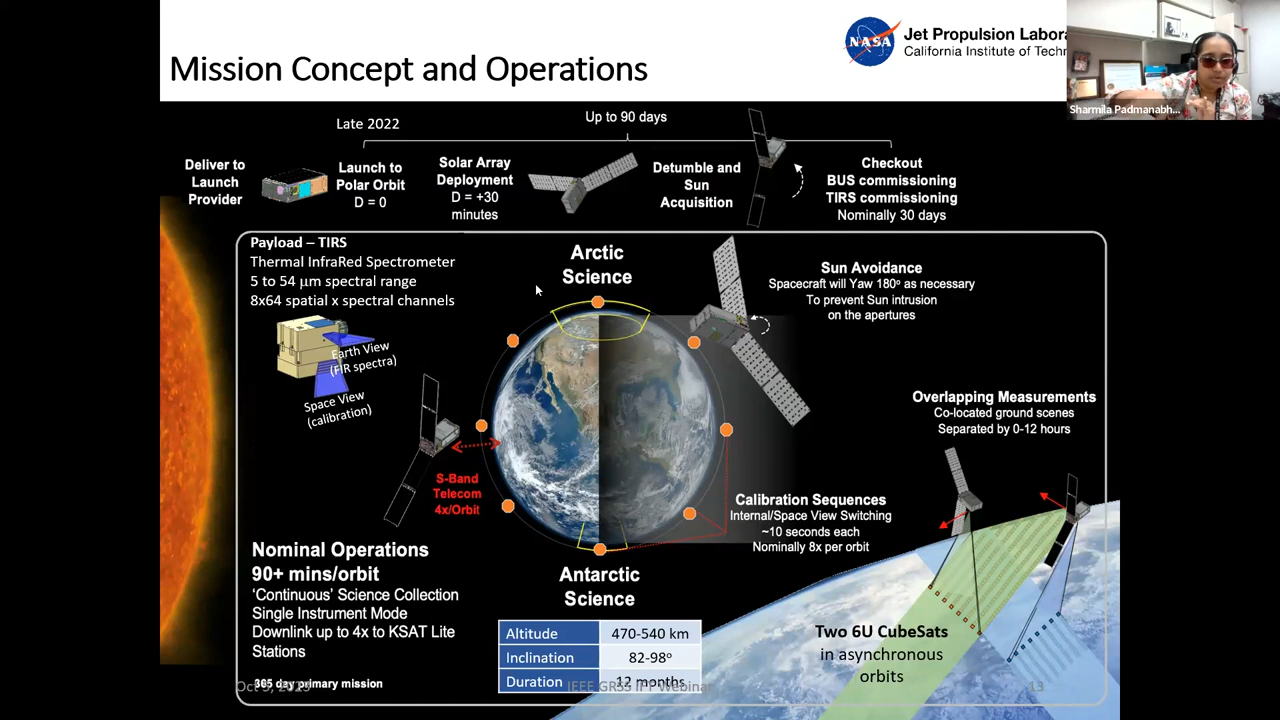 Mission Concept and Operations
NASA
Jet Propulsion Labora
California Institute of Techn
Sharmila Padmanabh...
Late 2022
Up to 90 days
Deliver to
Launch
Provider
Launch to
Polar Orbit
D = 0
Solar Array
Deployment
D = +30
minutes
Detumble and
Sun
Acquisition
Checkout
BUS commissioning
TIRS commissioning
Nominally 30 days
Payload – TIRS
Thermal InfraRed Spectrometer
5 to 54 μm spectral range
8x64 spatial x spectral channels
Earth View
(FIR spectra)
Space View
(calibration)
Arctic
Science
Sun Avoidance
Spacecraft will Yaw 180º as necessary
To prevent Sun intrusion
on the apertures
S-Band
Telecom
4x/Orbit
Overlapping Measurements
Co-located ground scenes
Separated by 0-12 hours
Calibration Sequences
Internal/Space View Switching
~10 seconds each
Nominally 8x per orbit
Nominal Operations
90+ mins/orbit
‘Continuous’ Science Collection
Single Instrument Mode
Downlink up to 4x to KSAT Lite
Stations
365 day primary mission
Antarctic
Science
Altitude 470-540 km
Inclination 82-98º
Duration 12 months
Two 6U CubeSats
in asynchronous
orbits
IEEE GRSS Webinar
13